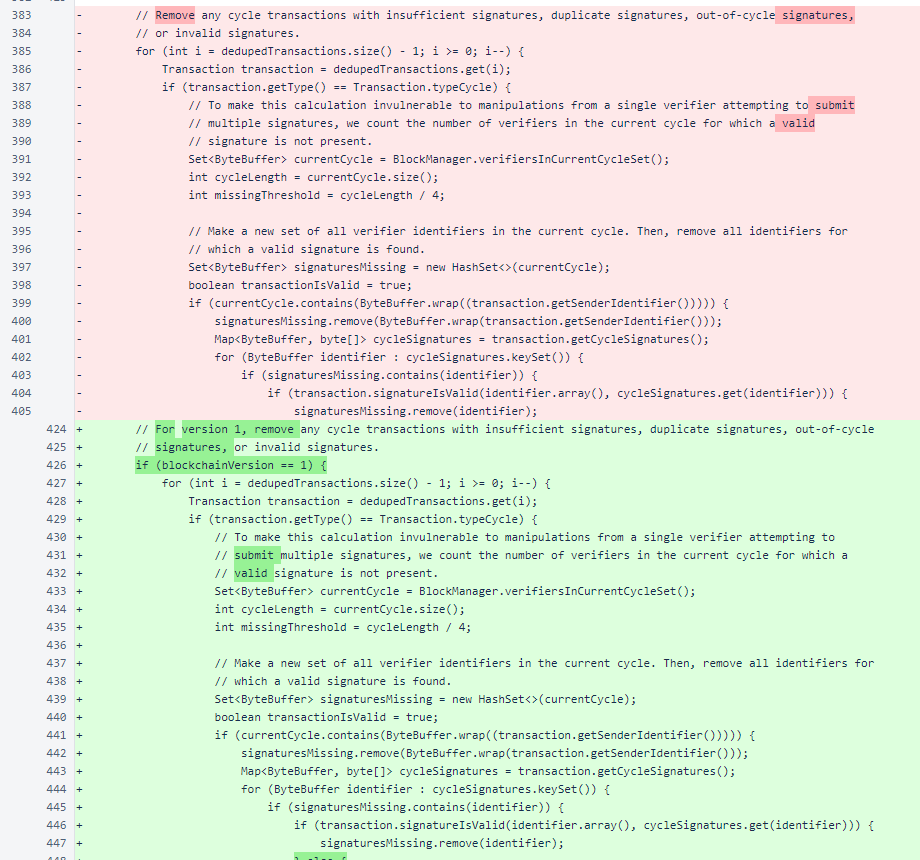 383 - // Remove any cycle transactions with insufficient signatures, duplicate signatures, out-of-cycle signatures,
384 - // or invalid signatures.
385 - for (int i = dedupedTransactions.size() - 1; i >= 0; i--) {
386 - Transaction transaction = dedupedTransactions.get(i);
387 - if (transaction.getType() == Transaction.typeCycle) {
388 - // To make this calculation invulnerable to manipulations from a single verifier attempting to submit
389 - // multiple signatures, we count the number of verifiers in the current cycle for which a valid
390 - // signature is not present.
391 - Set<ByteBuffer> currentCycle = BlockManager.verifiersInCurrentCycleSet();
392 - int cycleLength = currentCycle.size();
393 - int missingThreshold = cycleLength / 4;
394 -
395 - // Make a new set of all verifier identifiers in the current cycle. Then, remove all identifiers for
396 - // which a valid signature is found.
397 - Set<ByteBuffer> signaturesMissing = new HashSet<>(currentCycle);
398 - boolean transactionIsValid = true;
399 - if (currentCycle.contains(ByteBuffer.wrap((transaction.getSenderIdentifier())))) {
400 - signaturesMissing.remove(ByteBuffer.wrap(transaction.getSenderIdentifier()));
401 - Map<ByteBuffer, byte[]> cycleSignatures = transaction.getCycleSignatures();
402 - for (ByteBuffer identifier : cycleSignatures.keySet()) {
403 - if (signaturesMissing.contains(identifier)) {
404 - if (transaction.signatureIsValid(identifier.array(), cycleSignatures.get(identifier))) {
405 - signaturesMissing.remove(identifier);
424 + // For version 1, remove any cycle transactions with insufficient signatures, duplicate signatures, out-of-cycle
425 + // signatures, or invalid signatures.
426 + if (blockchainVersion == 1) {
427 + for (int i = dedupedTransactions.size() - 1; i >= 0; i--) {
428 + Transaction transaction = dedupedTransactions.get(i);
429 + if (transaction.getType() == Transaction.typeCycle) {
430 + // To make this calculation invulnerable to manipulations from a single verifier attempting to
431 + // submit multiple signatures, we count the number of verifiers in the current cycle for which a
432 + // valid signature is not present.
433 + Set<ByteBuffer> currentCycle = BlockManager.verifiersInCurrentCycleSet();
434 + int cycleLength = currentCycle.size();
435 + int missingThreshold = cycleLength / 4;
436 +
437 + // Make a new set of all verifier identifiers in the current cycle. Then, remove all identifiers for
438 + // which a valid signature is found.
439 + Set<ByteBuffer> signaturesMissing = new HashSet<>(currentCycle);
440 + boolean transactionIsValid = true;
441 + if (currentCycle.contains(ByteBuffer.wrap((transaction.getSenderIdentifier())))) {
442 + signaturesMissing.remove(ByteBuffer.wrap(transaction.getSenderIdentifier()));
443 + Map<ByteBuffer, byte[]> cycleSignatures = transaction.getCycleSignatures();
444 + for (ByteBuffer identifier : cycleSignatures.keySet()) {
445 + if (signaturesMissing.contains(identifier)) {
446 + if (transaction.signatureIsValid(identifier.array(), cycleSignatures.get(identifier))) {
447 + signaturesMissing.remove(identifier);